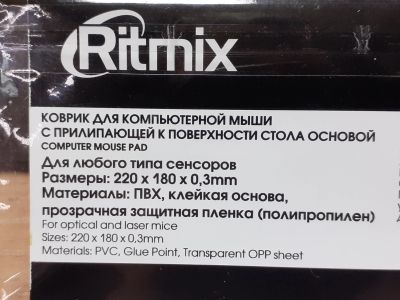 Ritmix
КОВРИК ДЛЯ КОМПЬЮТЕРНОЙ МЫШИ
С ПРИЛИПАЮЩЕЙ К ПОВЕРХНОСТИ СТОЛА ОСНОВОЙ
COMPUTER MOUSE PAD
Для любого типа сенсоров
Размеры: 220 x 180 x 0,3mm
Материалы: ПВХ, клейкая основа,
прозрачная защитная пленка (полипропилен)
For optical and laser mice
Sizes: 220 x 180 x 0,3mm
Materials: PVC, Glue Point, Transparent OPP sheet